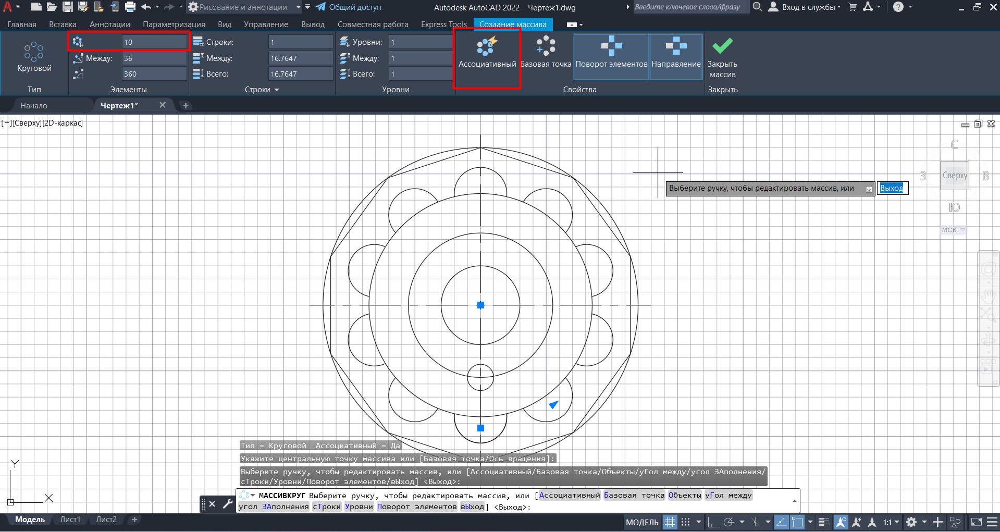 Рисование и аннотации
Общий доступ
Autodesk AutoCAD 2022 Чертеж1.dwg
Введите ключевое слово/фразу
Вход в службы
Главная Вставка Аннотации Параметризация Вид Управление Вывод Совместная работа Express Tools Создание массива
Круговой
Тип
10
Между: 36
360
Элементы
Строки: 1
Между: 16.7647
Всего: 16.7647
Строки
Уровни: 1
Между: 1
Всего: 1
Уровни
Ассоциативный
Базовая точка
Поворот элементов
Направление
Свойства
Закрыть
массив
Закрыть
Начало
Чертеж1*
[−][Сверху][2D-каркас]
Выберите ручку, чтобы редактировать массив, или
Выход
С
З
Сверху
В
Ю
МСК
Тип = Круговой Ассоциативный = Да
Укажите центральную точку массива или [Базовая точка/Ось вращения]:
Выберите ручку, чтобы редактировать массив, или [Ассоциативный/Базовая точка/Объекты/уГол между/угол ЗАполнения/
сТроки/Уровни/Поворот элементов/вЫход] <Выход>:
МАССИВКРУГ Выберите ручку, чтобы редактировать массив, или [Ассоциативный Базовая точка Объекты уГол между
угол ЗАполнения сТроки Уровни Поворот элементов вЫход] <Выход>:
Y
X
Модель Лист1 Лист2
МОДЕЛЬ
1:1